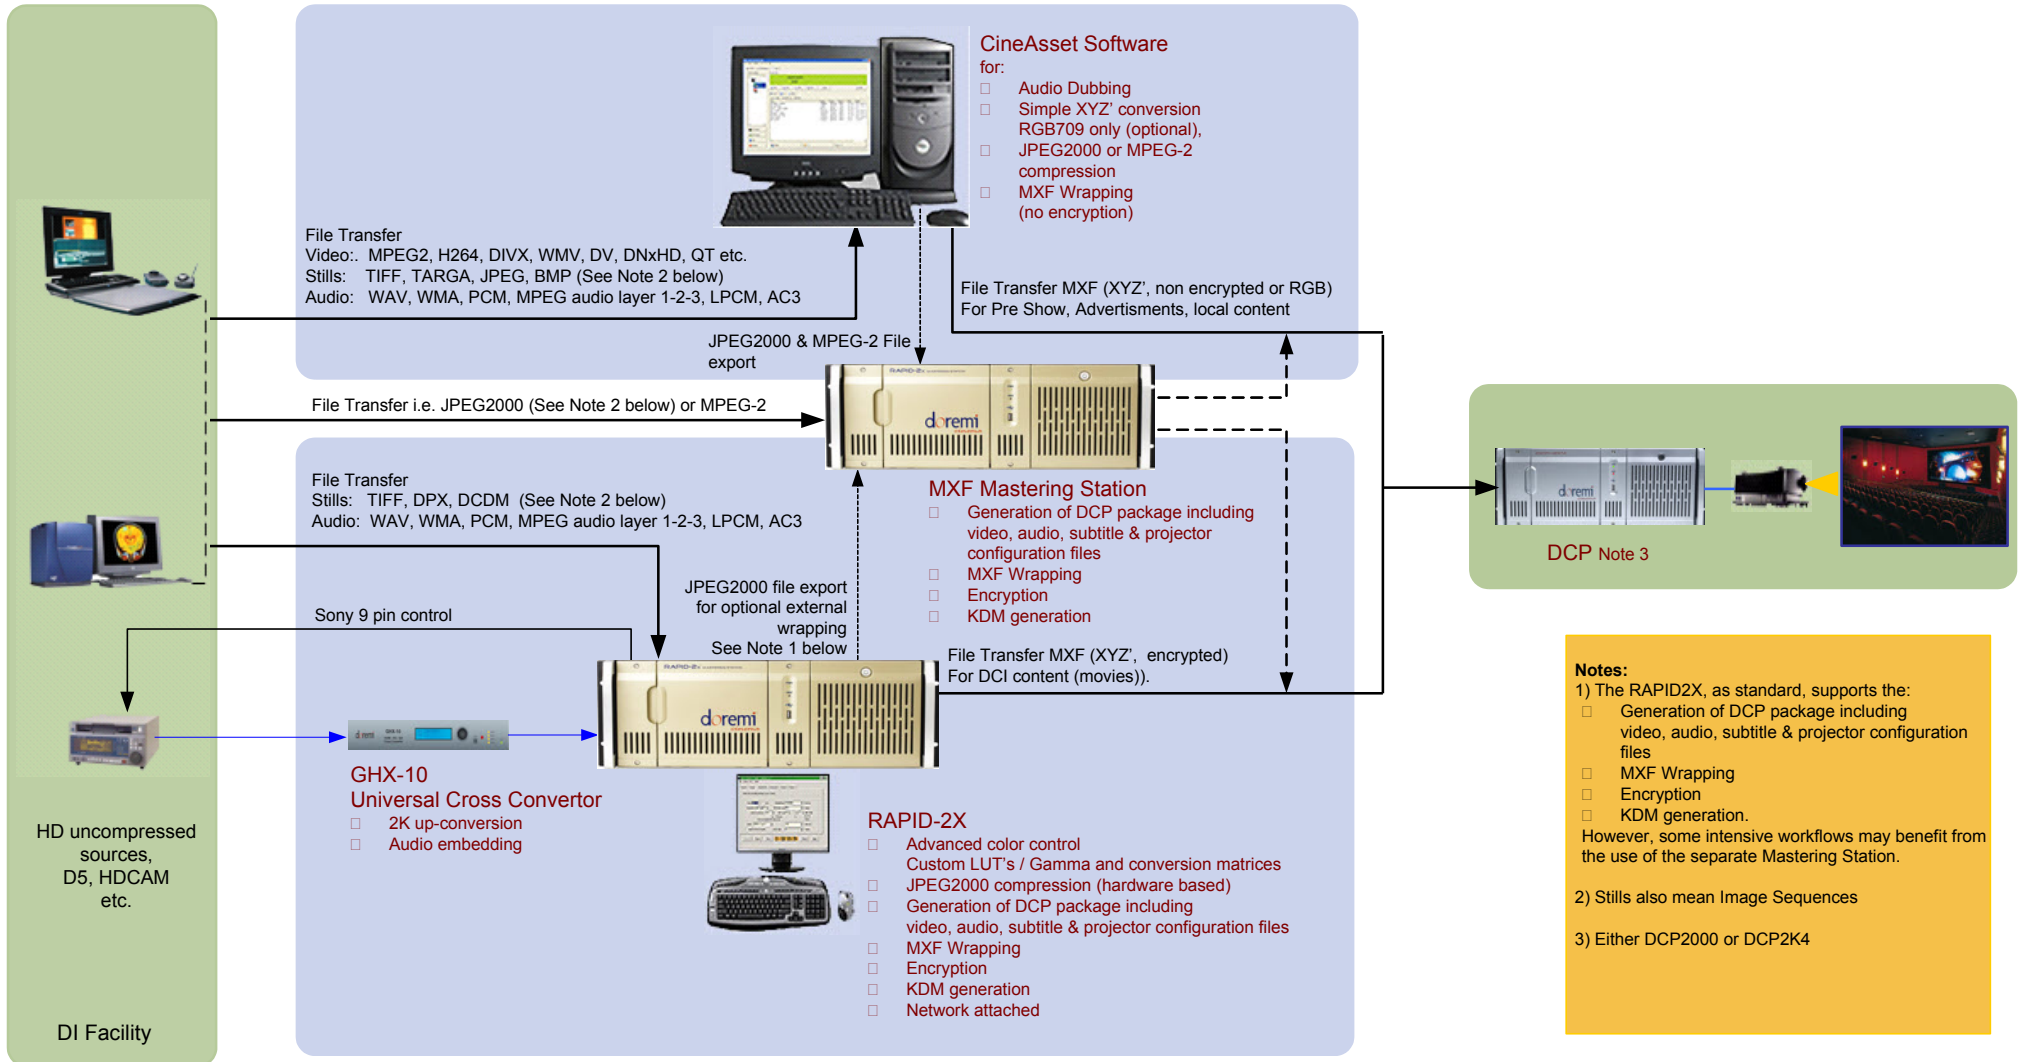 CineAsset Software
for:
Audio Dubbing
Simple XYZ’ conversion
RGB709 only (optional),
JPEG2000 or MPEG-2
compression
MXF Wrapping
(no encryption)
File Transfer
Video:. MPEG2, H264, DIVX, WMV, DV, DNxHD, QT etc.
Stills: TIFF, TARGA, JPEG, BMP (See Note 2 below)
Audio: WAV, WMA, PCM, MPEG audio layer 1-2-3, LPCM, AC3
File Transfer MXF (XYZ’, non encrypted or RGB)
For Pre Show, Advertisments, local content
JPEG2000 & MPEG-2 File
export
RAPID-2x
doremi
File Transfer i.e. JPEG2000 (See Note 2 below) or MPEG-2
File Transfer
Stills: TIFF, DPX, DCDM (See Note 2 below)
Audio: WAV, WMA, PCM, MPEG audio layer 1-2-3, LPCM, AC3
MXF Mastering Station
Generation of DCP package including
video, audio, subtitle & projector
configuration files
MXF Wrapping
Encryption
KDM generation
doremi
DCP Note 3
JPEG2000 file export
for optional external
wrapping
See Note 1 below
Sony 9 pin control
File Transfer MXF (XYZ’, encrypted)
For DCI content (movies)).
RAPID-2x
doremi
doremi
GHX-10
Universal Cross Convertor
2K up-conversion
Audio embedding
RAPID-2X
Advanced color control
Custom LUT’s / Gamma and conversion matrices
JPEG2000 compression (hardware based)
Generation of DCP package including
video, audio, subtitle & projector configuration files
MXF Wrapping
Encryption
KDM generation
Network attached
HD uncompressed
sources,
D5, HDCAM
etc.
DI Facility
Notes:
1) The RAPID2X, as standard, supports the:
Generation of DCP package including
video, audio, subtitle & projector configuration
files
MXF Wrapping
Encryption
KDM generation.
However, some intensive workflows may benefit from
the use of the separate Mastering Station.
2) Stills also mean Image Sequences
3) Either DCP2000 or DCP2K4